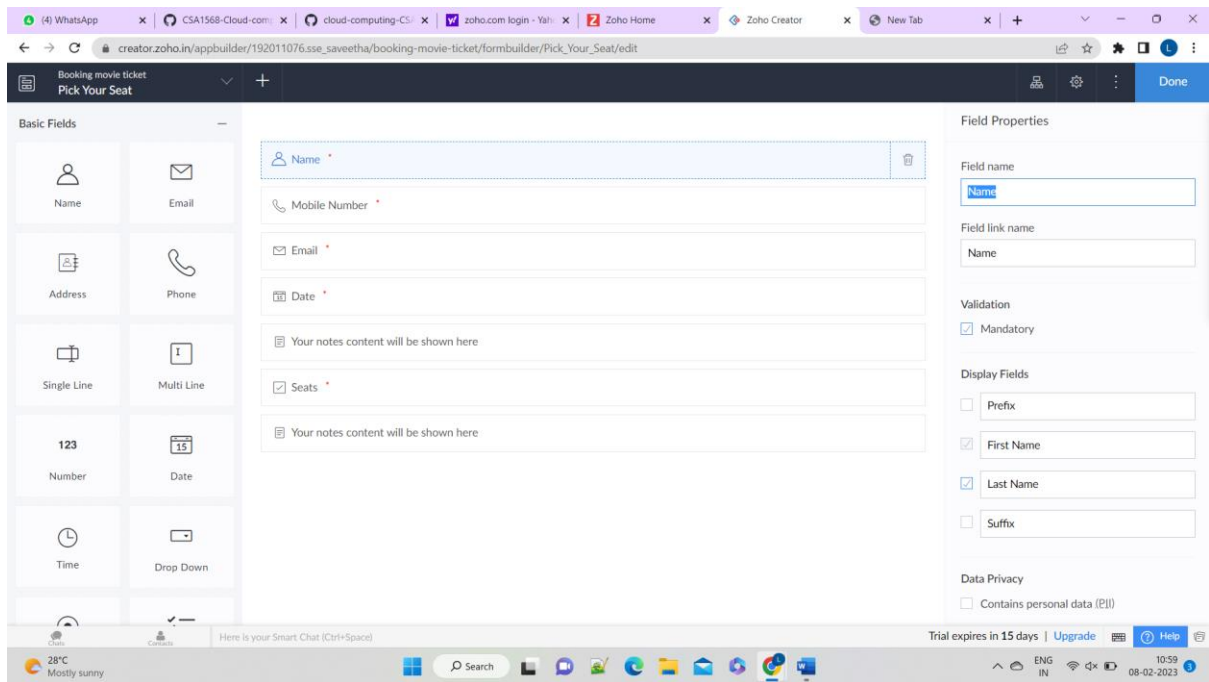 (4) WhatsApp
CSA1568-Cloud-com
cloud-computing-CS
zoho.com login - Yah
Zoho Home
Zoho Creator
New Tab
creator.zoho.in/appbuilder/192011076.sse_saveetha/booking-movie-ticket/formbuilder/Pick_Your_Seat/edit
L
Booking movie ticket
Pick Your Seat
Done
Basic Fields
Name
Email
Address
Phone
Single Line
Multi Line
123
15
Number
Date
Time
Drop Down
Name *
Mobile Number *
Email *
Date *
Your notes content will be shown here
Seats *
Your notes content will be shown here
Field Properties
Field name
Name
Field link name
Name
Validation
Mandatory
Display Fields
Prefix
First Name
Last Name
Suffix
Data Privacy
Contains personal data (PII)
Chats
Contacts
Here is your Smart Chat (Ctrl+Space)
Trial expires in 15 days | Upgrade
Help
28°C
Mostly sunny
Search
ENG
IN
10:59
08-02-2023
3